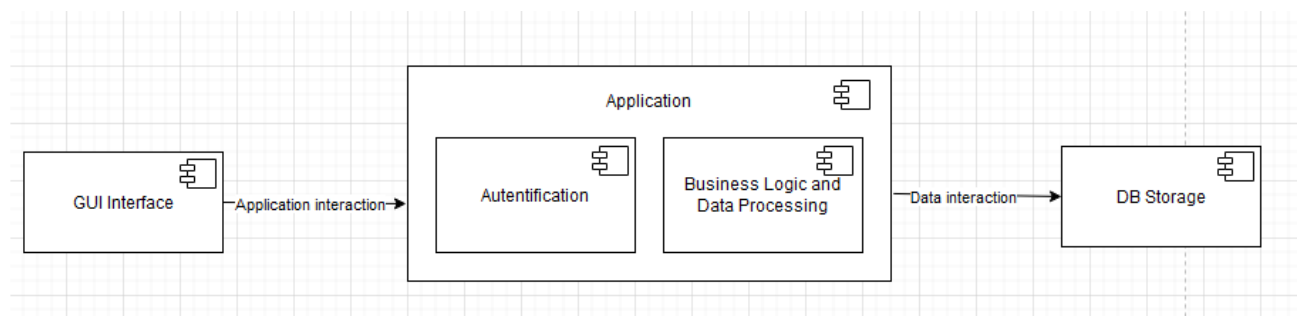 Application
GUI Interface
Application interaction
Autentification
Business Logic and
Data Processing
Data interaction
DB Storage